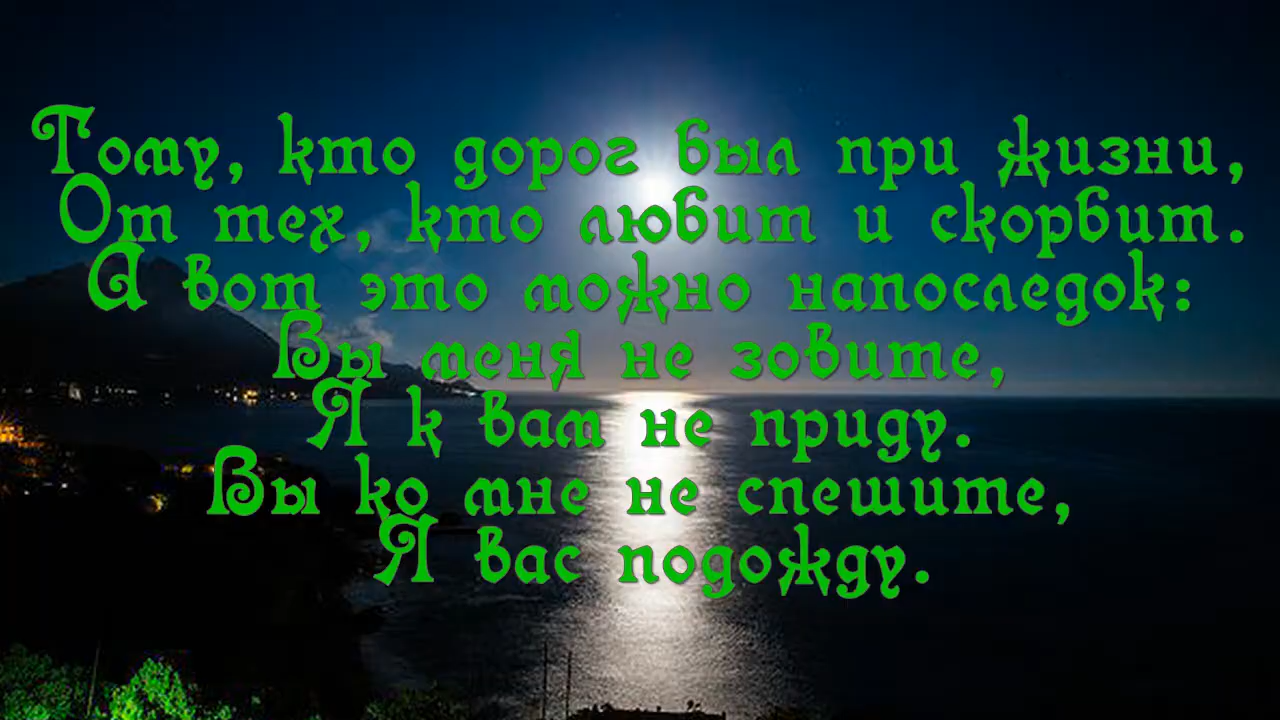 Тому, кто дорог был при жизни,
От тех, кто любит и скорбит.
А вот это можно напоследок:
Вы меня не зовите,
Я к вам не приду.
Вы ко мне не спешите,
Я вас подожду.